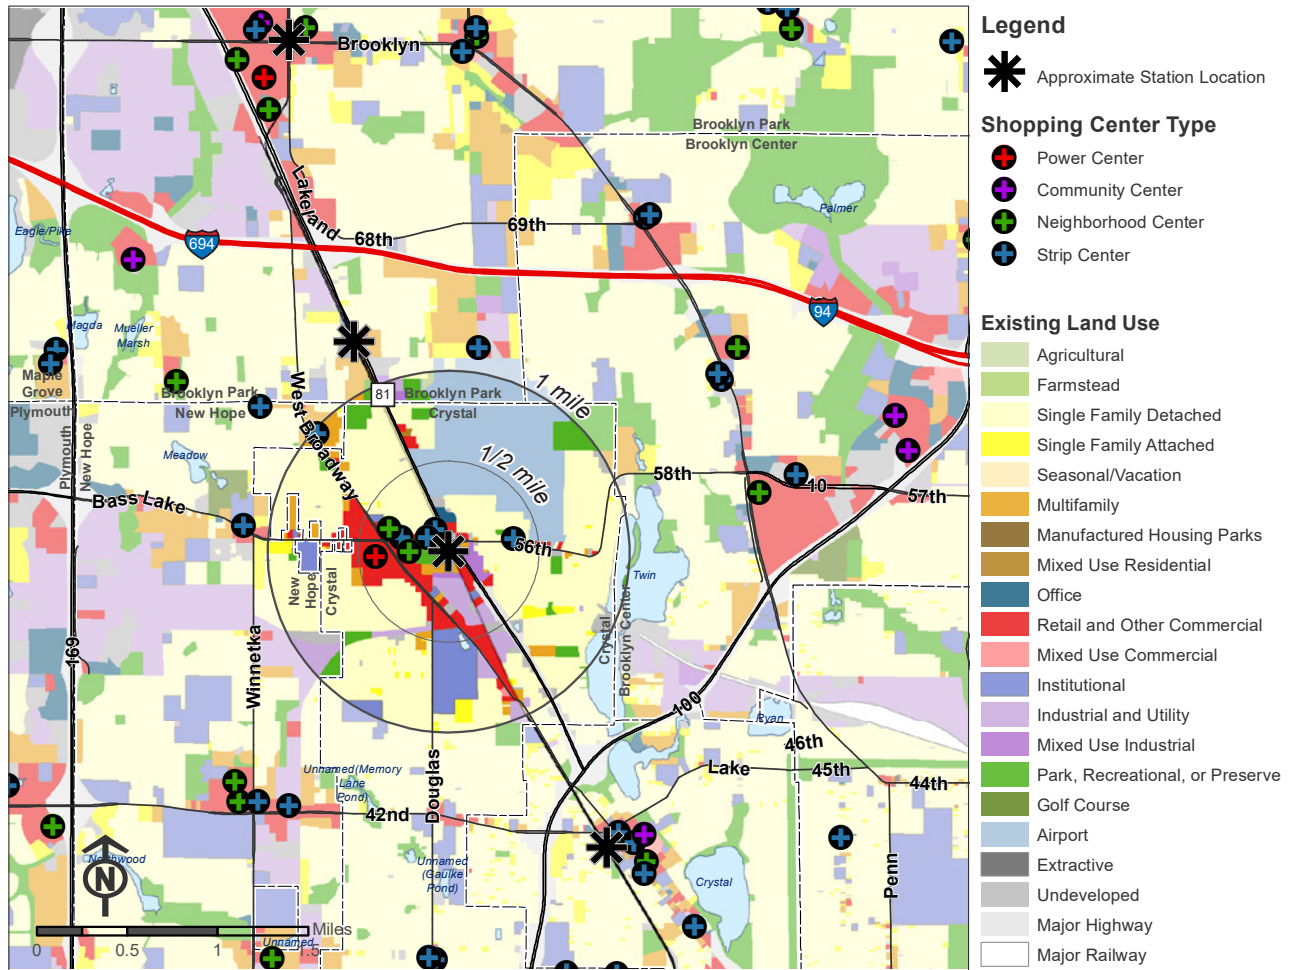 Brooklyn
Brooklyn Park
Brooklyn Center
Lakeland
Palmer
69th
68th
Eagle/Pike
694
94
Magda
Mueller
Marsh
Maple
Grove
Plymouth
Brooklyn Park
New Hope
West Broadway
81
Brooklyn Park
Crystal
1 mile
1/2 mile
Plymouth
New Hope
Meadow
Bass Lake
58th
10
57th
56th
New
Hope
Crystal
Twin
Crystal
Brooklyn Center
169
Winnetka
100
Ryan
46th
Lake
45th
44th
Unnamed(Memory
Lane
Pond)
Douglas
42nd
Northwood
Unnamed
(Gaulke
Pond)
Crystal
Penn
N
Miles
0
0.5
1
1.5
Unnamed
Legend
Approximate Station Location
Shopping Center Type
Power Center
Community Center
Neighborhood Center
Strip Center
Existing Land Use
Agricultural
Farmstead
Single Family Detached
Single Family Attached
Seasonal/Vacation
Multifamily
Manufactured Housing Parks
Mixed Use Residential
Office
Retail and Other Commercial
Mixed Use Commercial
Institutional
Industrial and Utility
Mixed Use Industrial
Park, Recreational, or Preserve
Golf Course
Airport
Extractive
Undeveloped
Major Highway
Major Railway